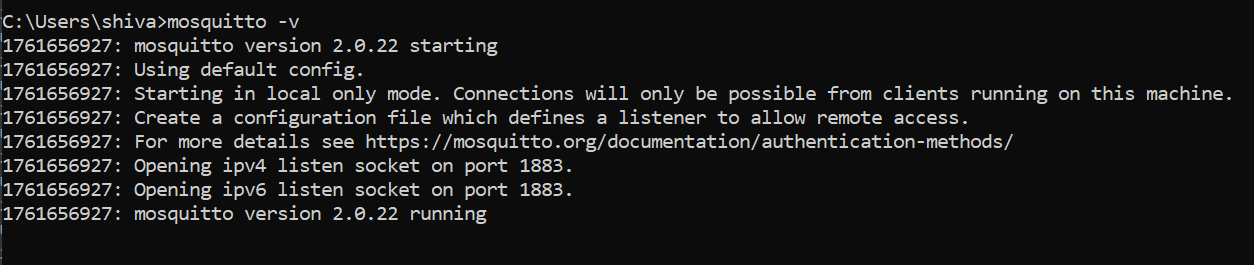 C:\Users\shiva>mosquitto -v
1761656927: mosquitto version 2.0.22 starting
1761656927: Using default config.
1761656927: Starting in local only mode. Connections will only be possible from clients running on this machine.
1761656927: Create a configuration file which defines a listener to allow remote access.
1761656927: For more details see https://mosquitto.org/documentation/authentication-methods/
1761656927: Opening ipv4 listen socket on port 1883.
1761656927: Opening ipv6 listen socket on port 1883.
1761656927: mosquitto version 2.0.22 running